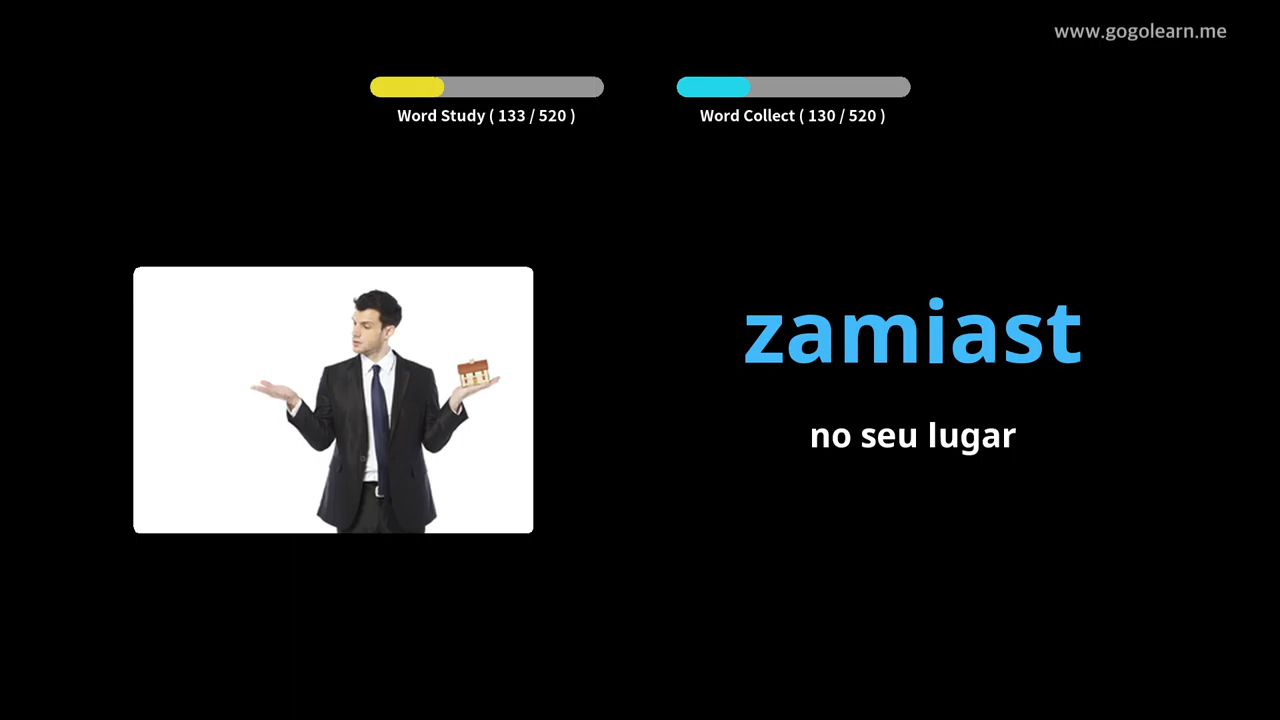 www.gogolearn.me
Word Study ( 133 / 520 )
Word Collect ( 130 / 520 )
zamiast
no seu lugar